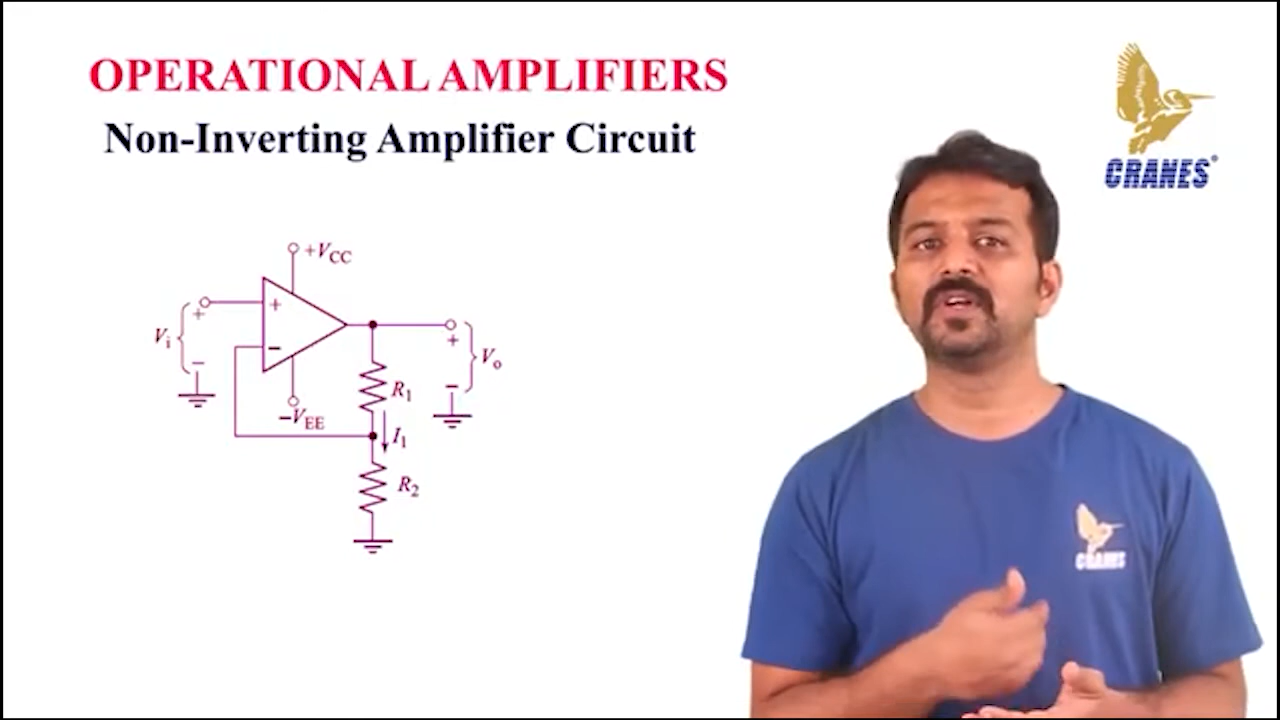 OPERATIONAL AMPLIFIERS
Non-Inverting Amplifier Circuit
CRANES®
+VCC
+
+
Vi
−
−
−VEE
+
Vo
−
R1
I1
R2
CRANES